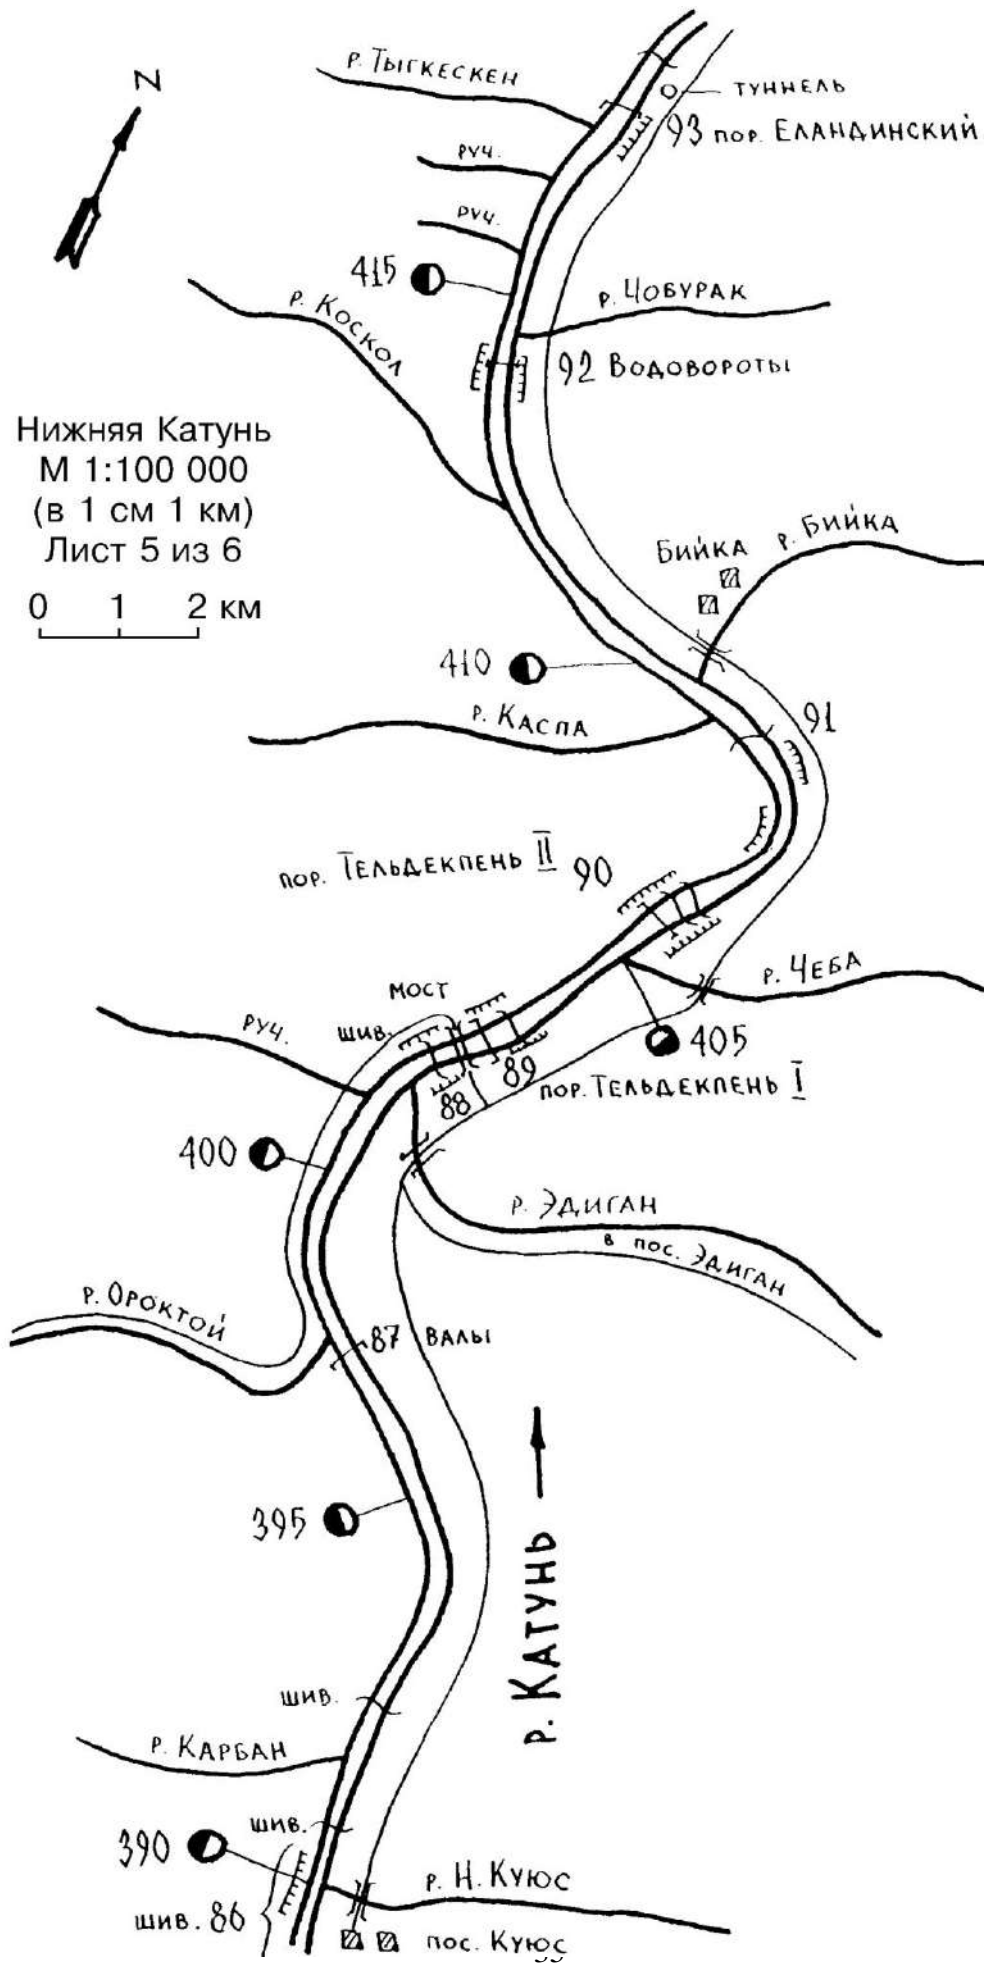 N
р. Тыгкескен
туннель
93 пор. Еландинский
руч.
руч.
415
р. Коскол
р. Чобурак
92 Водовороты
Нижняя Катунь
М 1:100 000
(в 1 см 1 км)
Лист 5 из 6
0 1 2 км
Бийка
р. Бийка
410
р. Каспа
91
пор. Тельдекпень II
90
р. Чеба
мост
руч.
шив.
405
89
88
пор. Тельдекпень I
400
р. Эдиган
в пос. Эдиган
р. Ороктой
87 валы
395
р. Катунь
шив.
р. Карбан
шив.
390
р. Н. Куюс
шив. 86
пос. Куюс